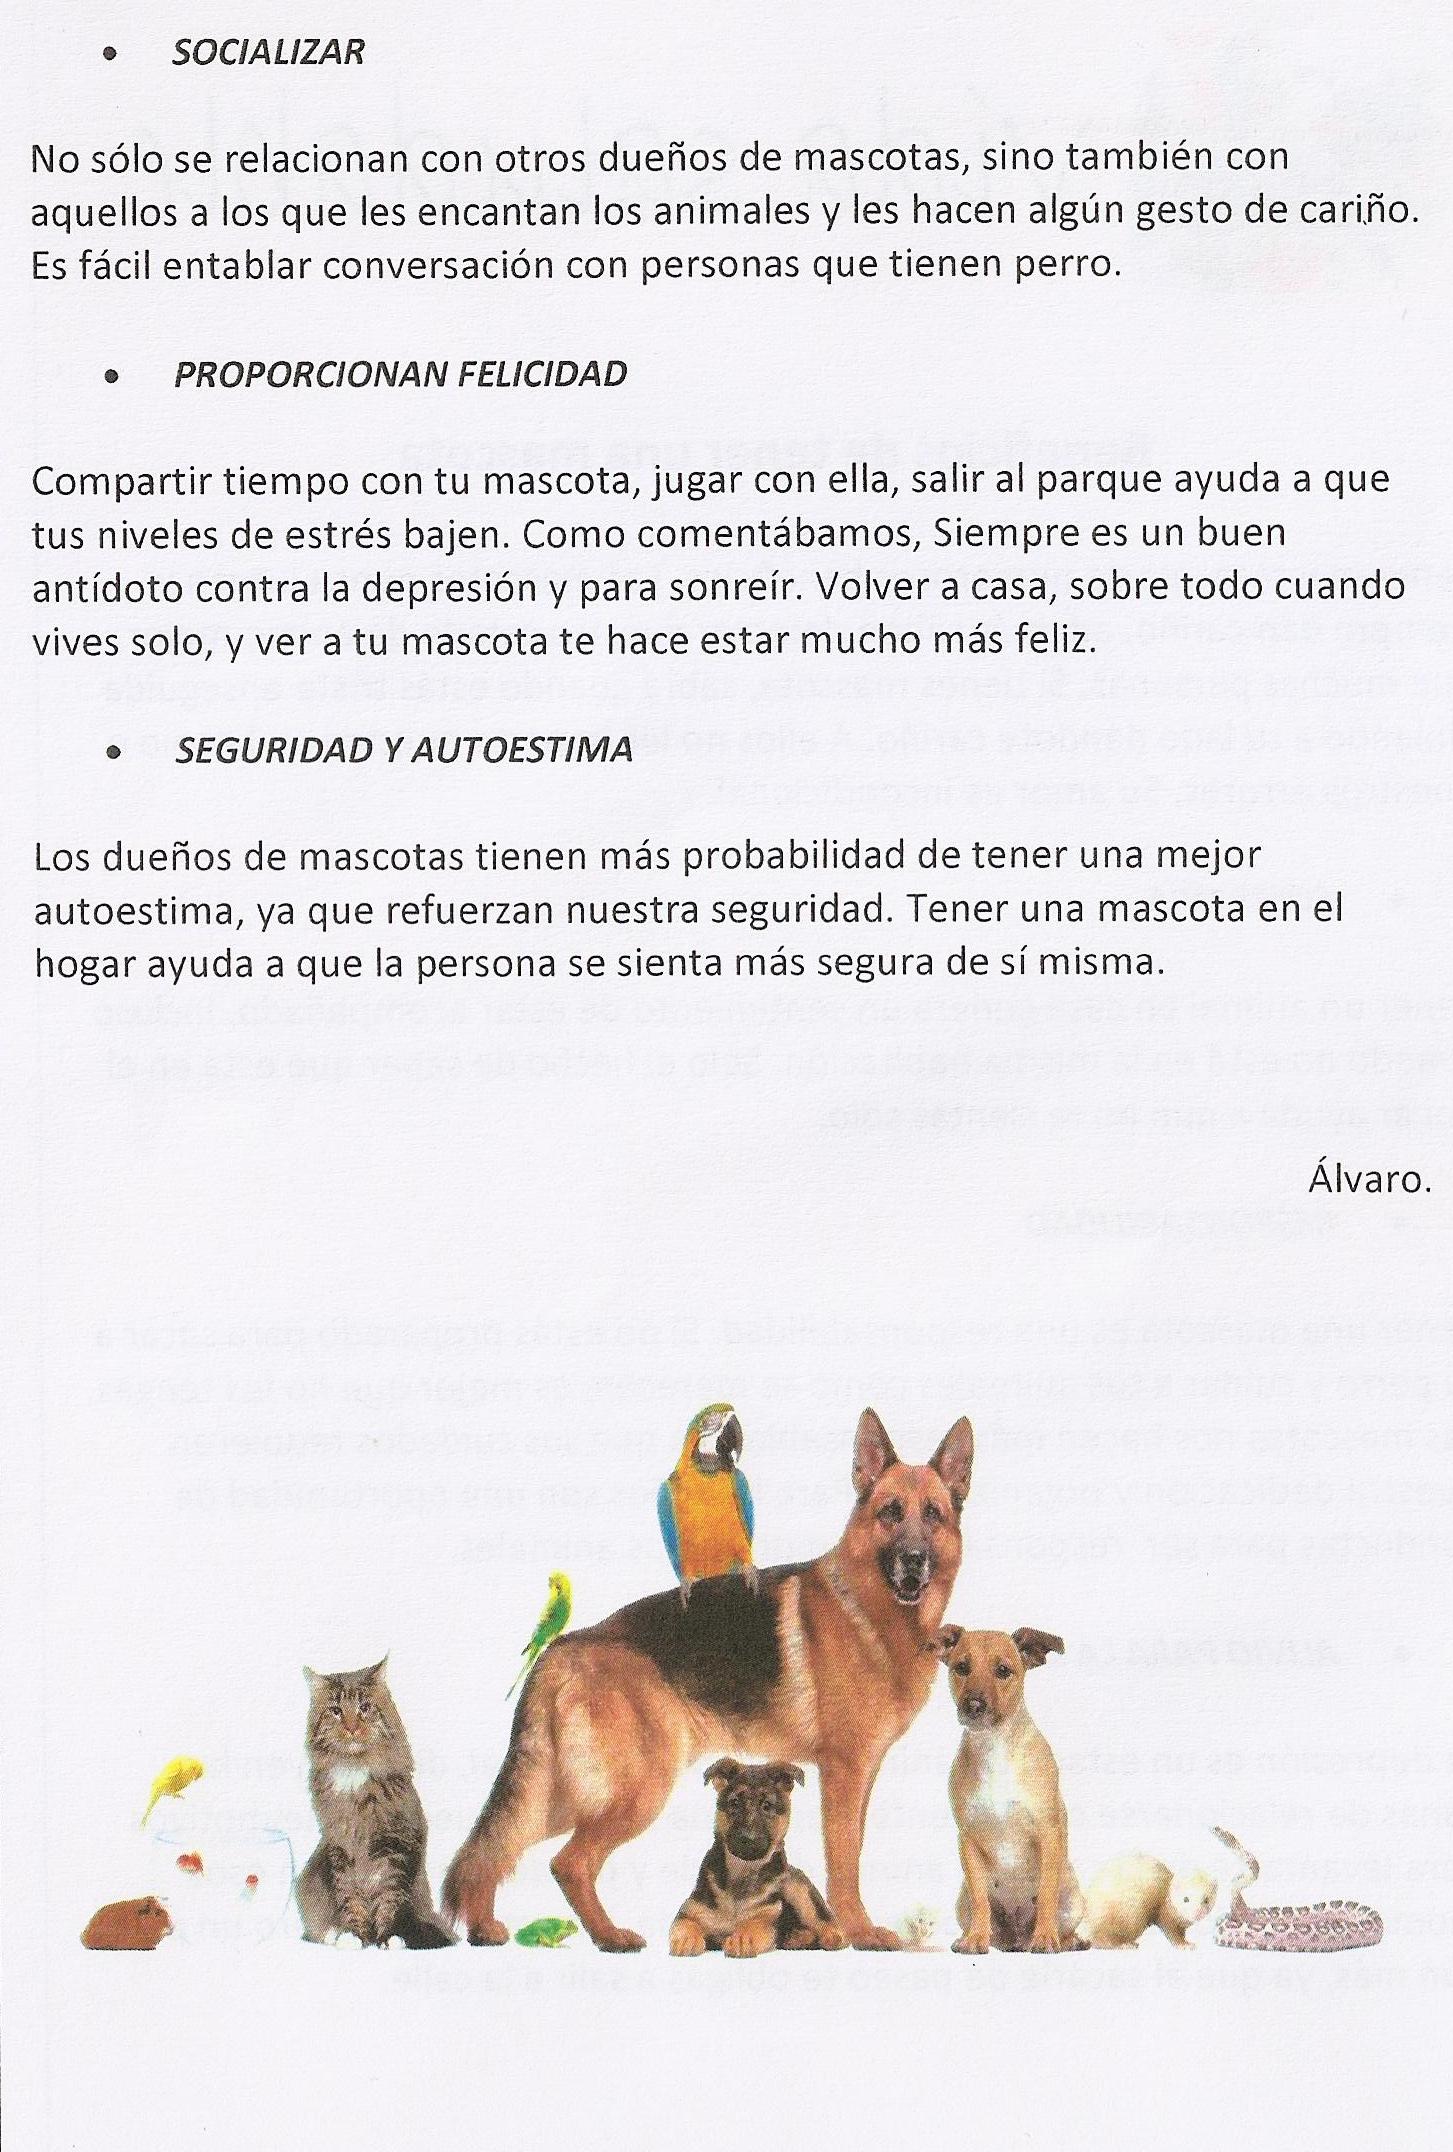 • SOCIALIZAR
No sólo se relacionan con otros dueños de mascotas, sino también con
aquellos a los que les encantan los animales y les hacen algún gesto de cariño.
Es fácil entablar conversación con personas que tienen perro.
• PROPORCIONAN FELICIDAD
Compartir tiempo con tu mascota, jugar con ella, salir al parque ayuda a que
tus niveles de estrés bajen. Como comentábamos, Siempre es un buen
antídoto contra la depresión y para sonreír. Volver a casa, sobre todo cuando
vives solo, y ver a tu mascota te hace estar mucho más feliz.
• SEGURIDAD Y AUTOESTIMA
Los dueños de mascotas tienen más probabilidad de tener una mejor
autoestima, ya que refuerzan nuestra seguridad. Tener una mascota en el
hogar ayuda a que la persona se sienta más segura de sí misma.
Álvaro.